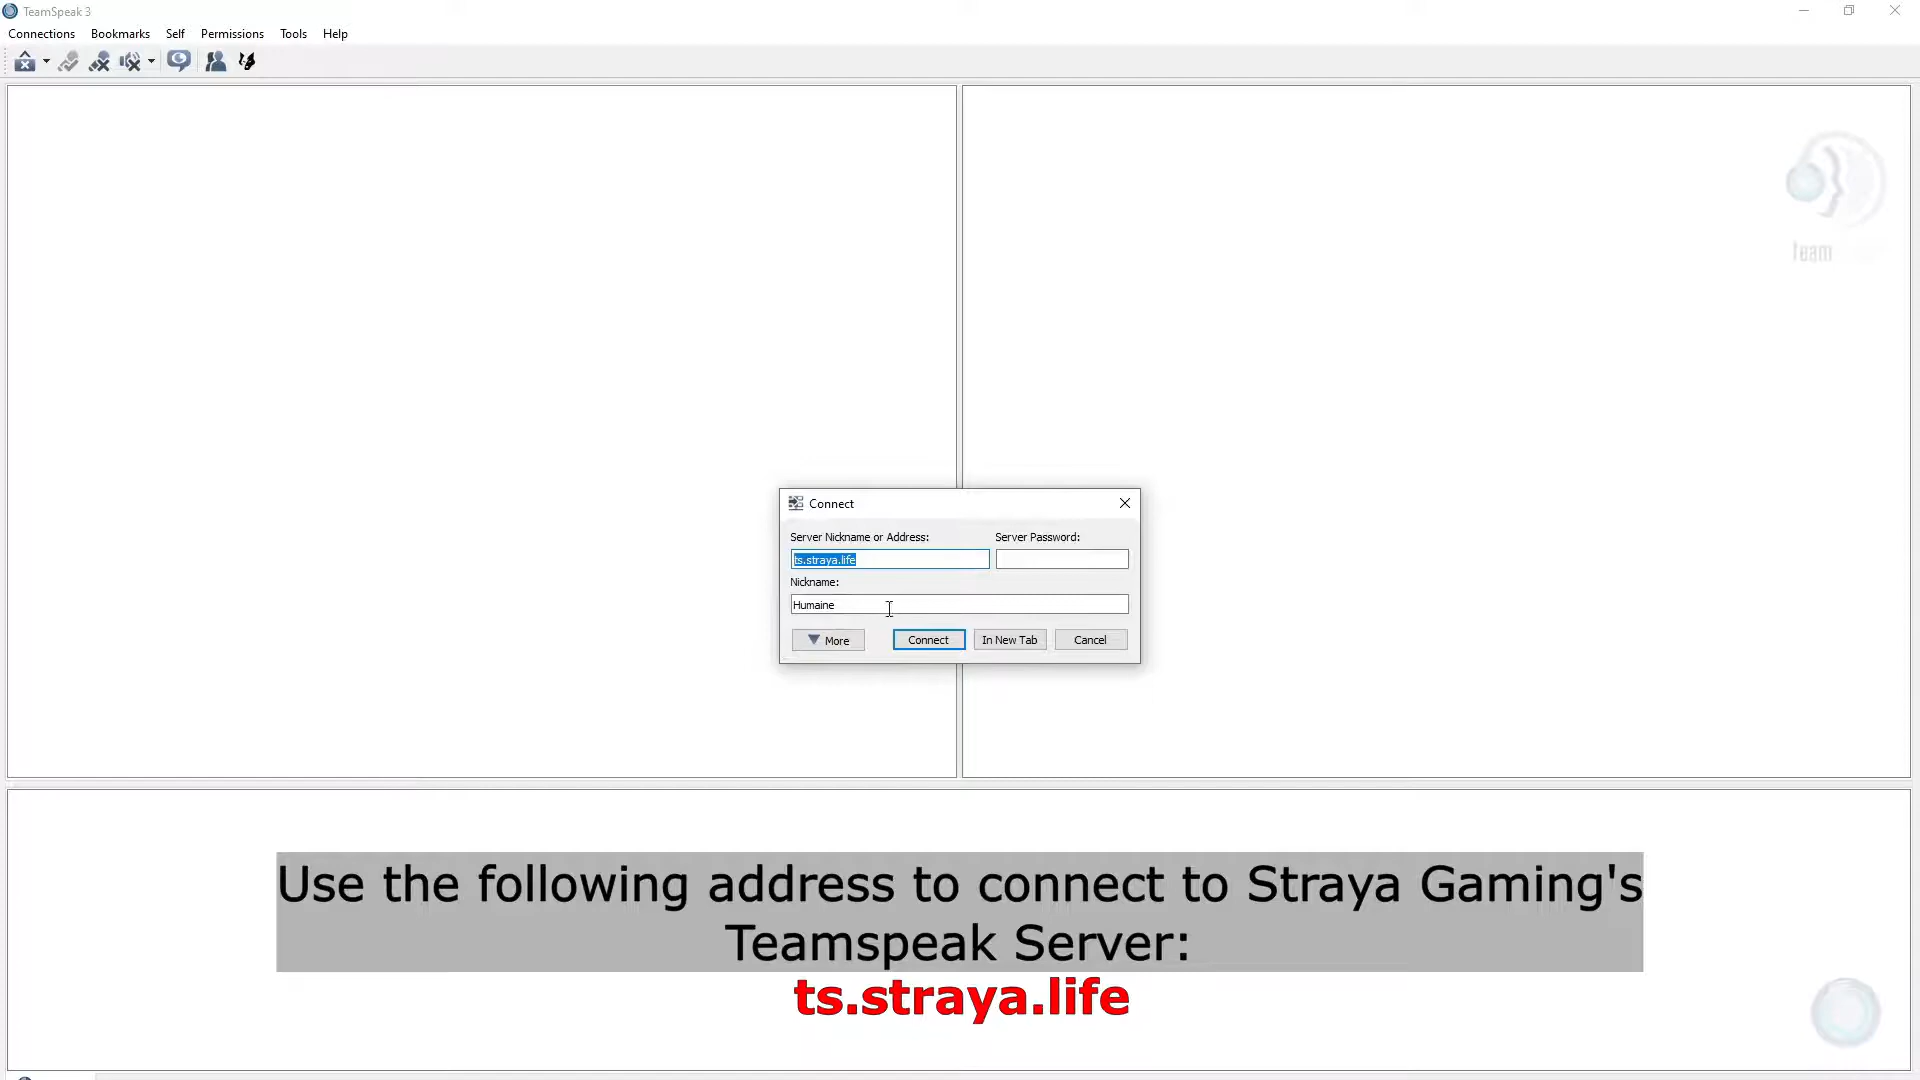 TeamSpeak 3
Connections Bookmarks Self Permissions Tools Help
team
Connect
Server Nickname or Address: Server Password:
ts.straya.life
Nickname:
Humaine
More Connect In New Tab Cancel
Use the following address to connect to Straya Gaming's
Teamspeak Server:
ts.straya.life